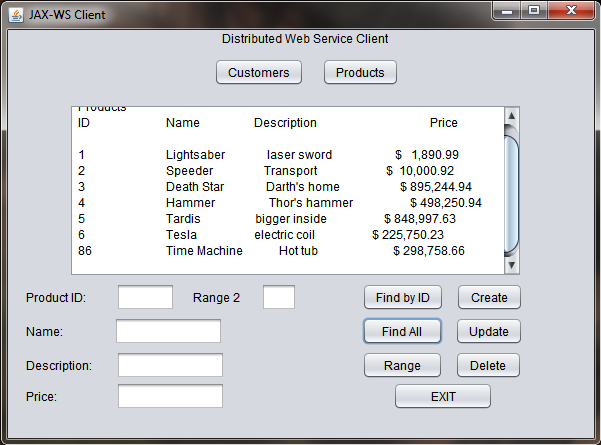 JAX-WS Client
Distributed Web Service Client
Customers Products
Products
ID Name Description Price
1 Lightsaber laser sword $ 1,890.99
2 Speeder Transport $ 10,000.92
3 Death Star Darth's home $ 895,244.94
4 Hammer Thor's hammer $ 498,250.94
5 Tardis bigger inside $ 848,997.63
6 Tesla electric coil $ 225,750.23
86 Time Machine Hot tub $ 298,758.66
Product ID: Range 2 Find by ID Create
Name: Find All Update
Description: Range Delete
Price: EXIT